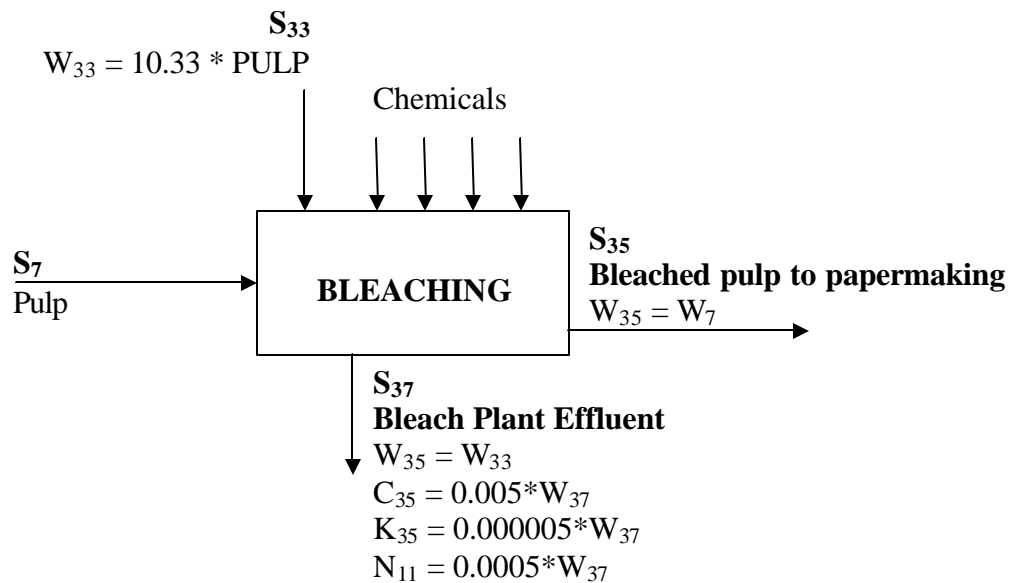 S₃₃
W₃₃ = 10.33 * PULP
Chemicals
S₇
Pulp
BLEACHING
S₃₅
Bleached pulp to papermaking
W₃₅ = W₇
S₃₇
Bleach Plant Effluent
W₃₅ = W₃₃
C₃₅ = 0.005*W₃₇
K₃₅ = 0.000005*W₃₇
N₁₁ = 0.0005*W₃₇